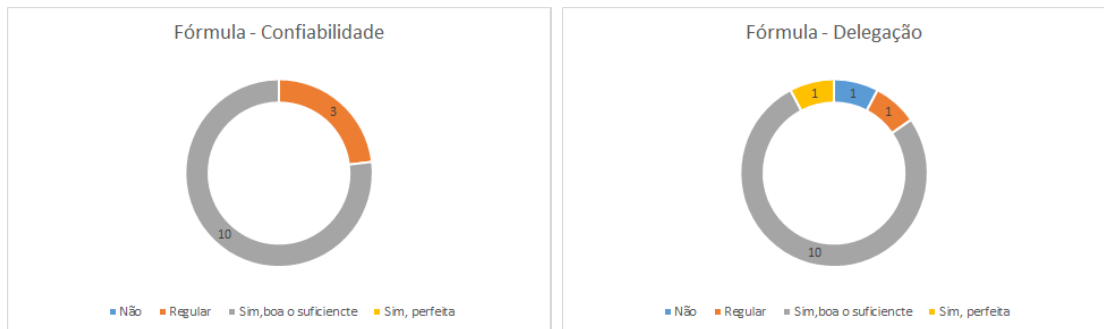 Fórmula - Confiabilidade
3
10
Não Regular Sim,boa o suficiencte Sim, perfeita
Fórmula - Delegação
1 1
1
10
Não Regular Sim,boa o suficiencte Sim, perfeita